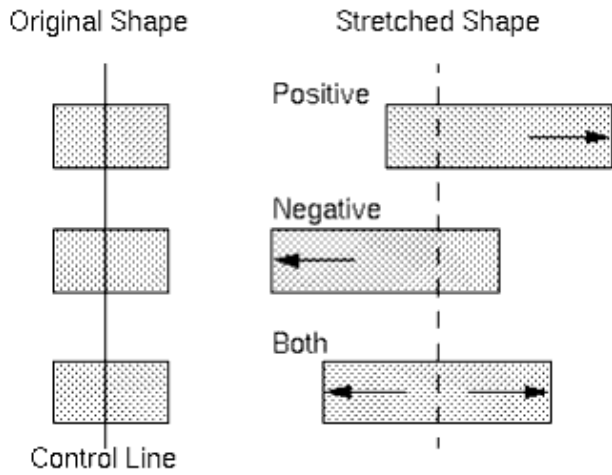 Original Shape
Stretched Shape
Positive
Negative
Both
Control Line